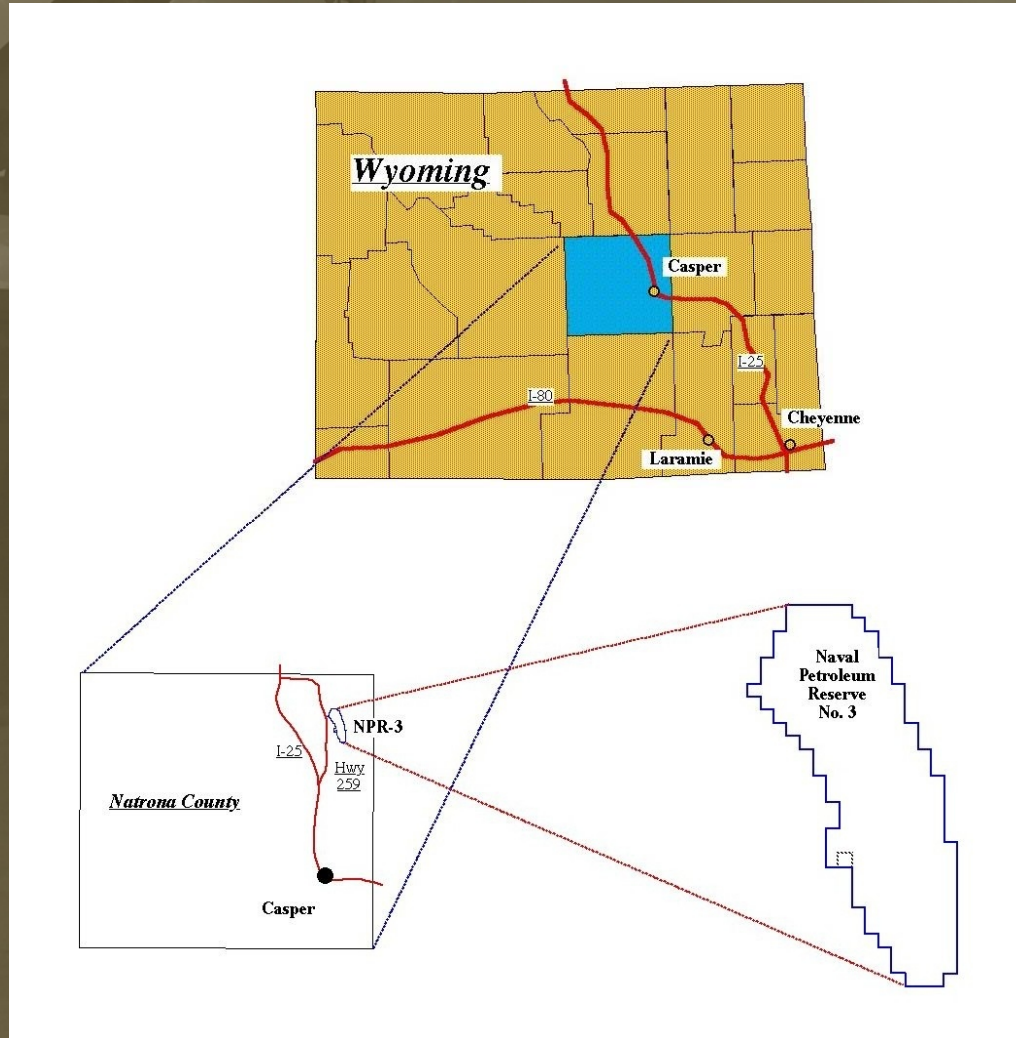 Wyoming
Casper
I-25
I-80
Cheyenne
Laramie
Naval
Petroleum
Reserve
No. 3
NPR-3
I-25
Hwy
259
Natrona County
Casper